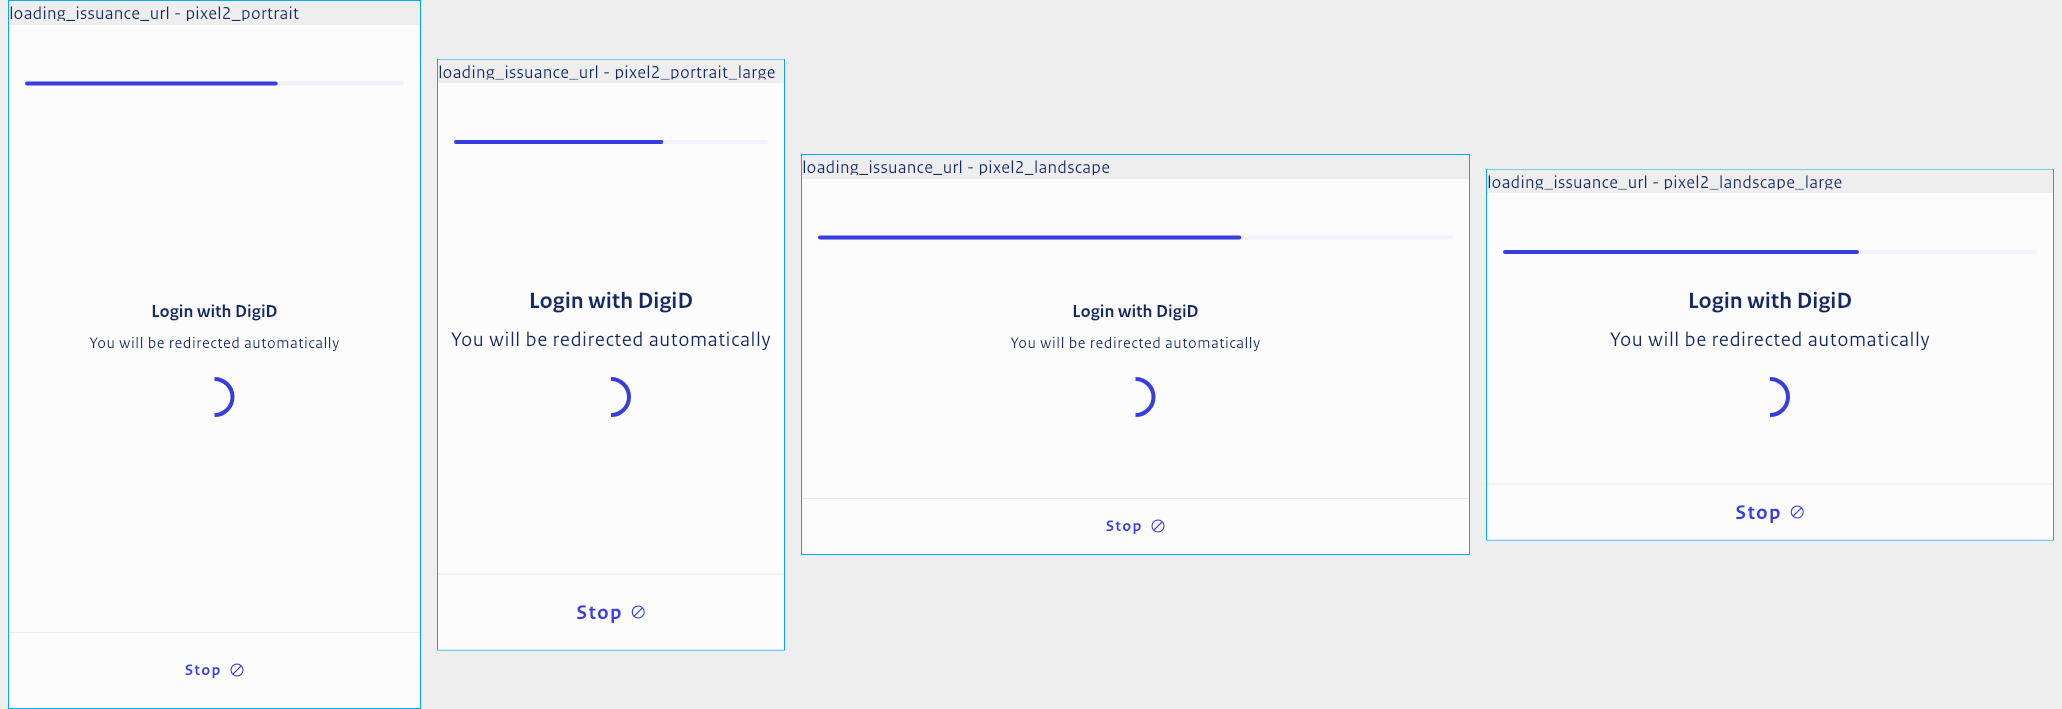 loading_issuance_url - pixel2_portrait
Login with DigiD
You will be redirected automatically
Stop
loading_issuance_url - pixel2_portrait_large
Login with DigiD
You will be redirected automatically
Stop
loading_issuance_url - pixel2_landscape
Login with DigiD
You will be redirected automatically
Stop
loading_issuance_url - pixel2_landscape_large
Login with DigiD
You will be redirected automatically
Stop